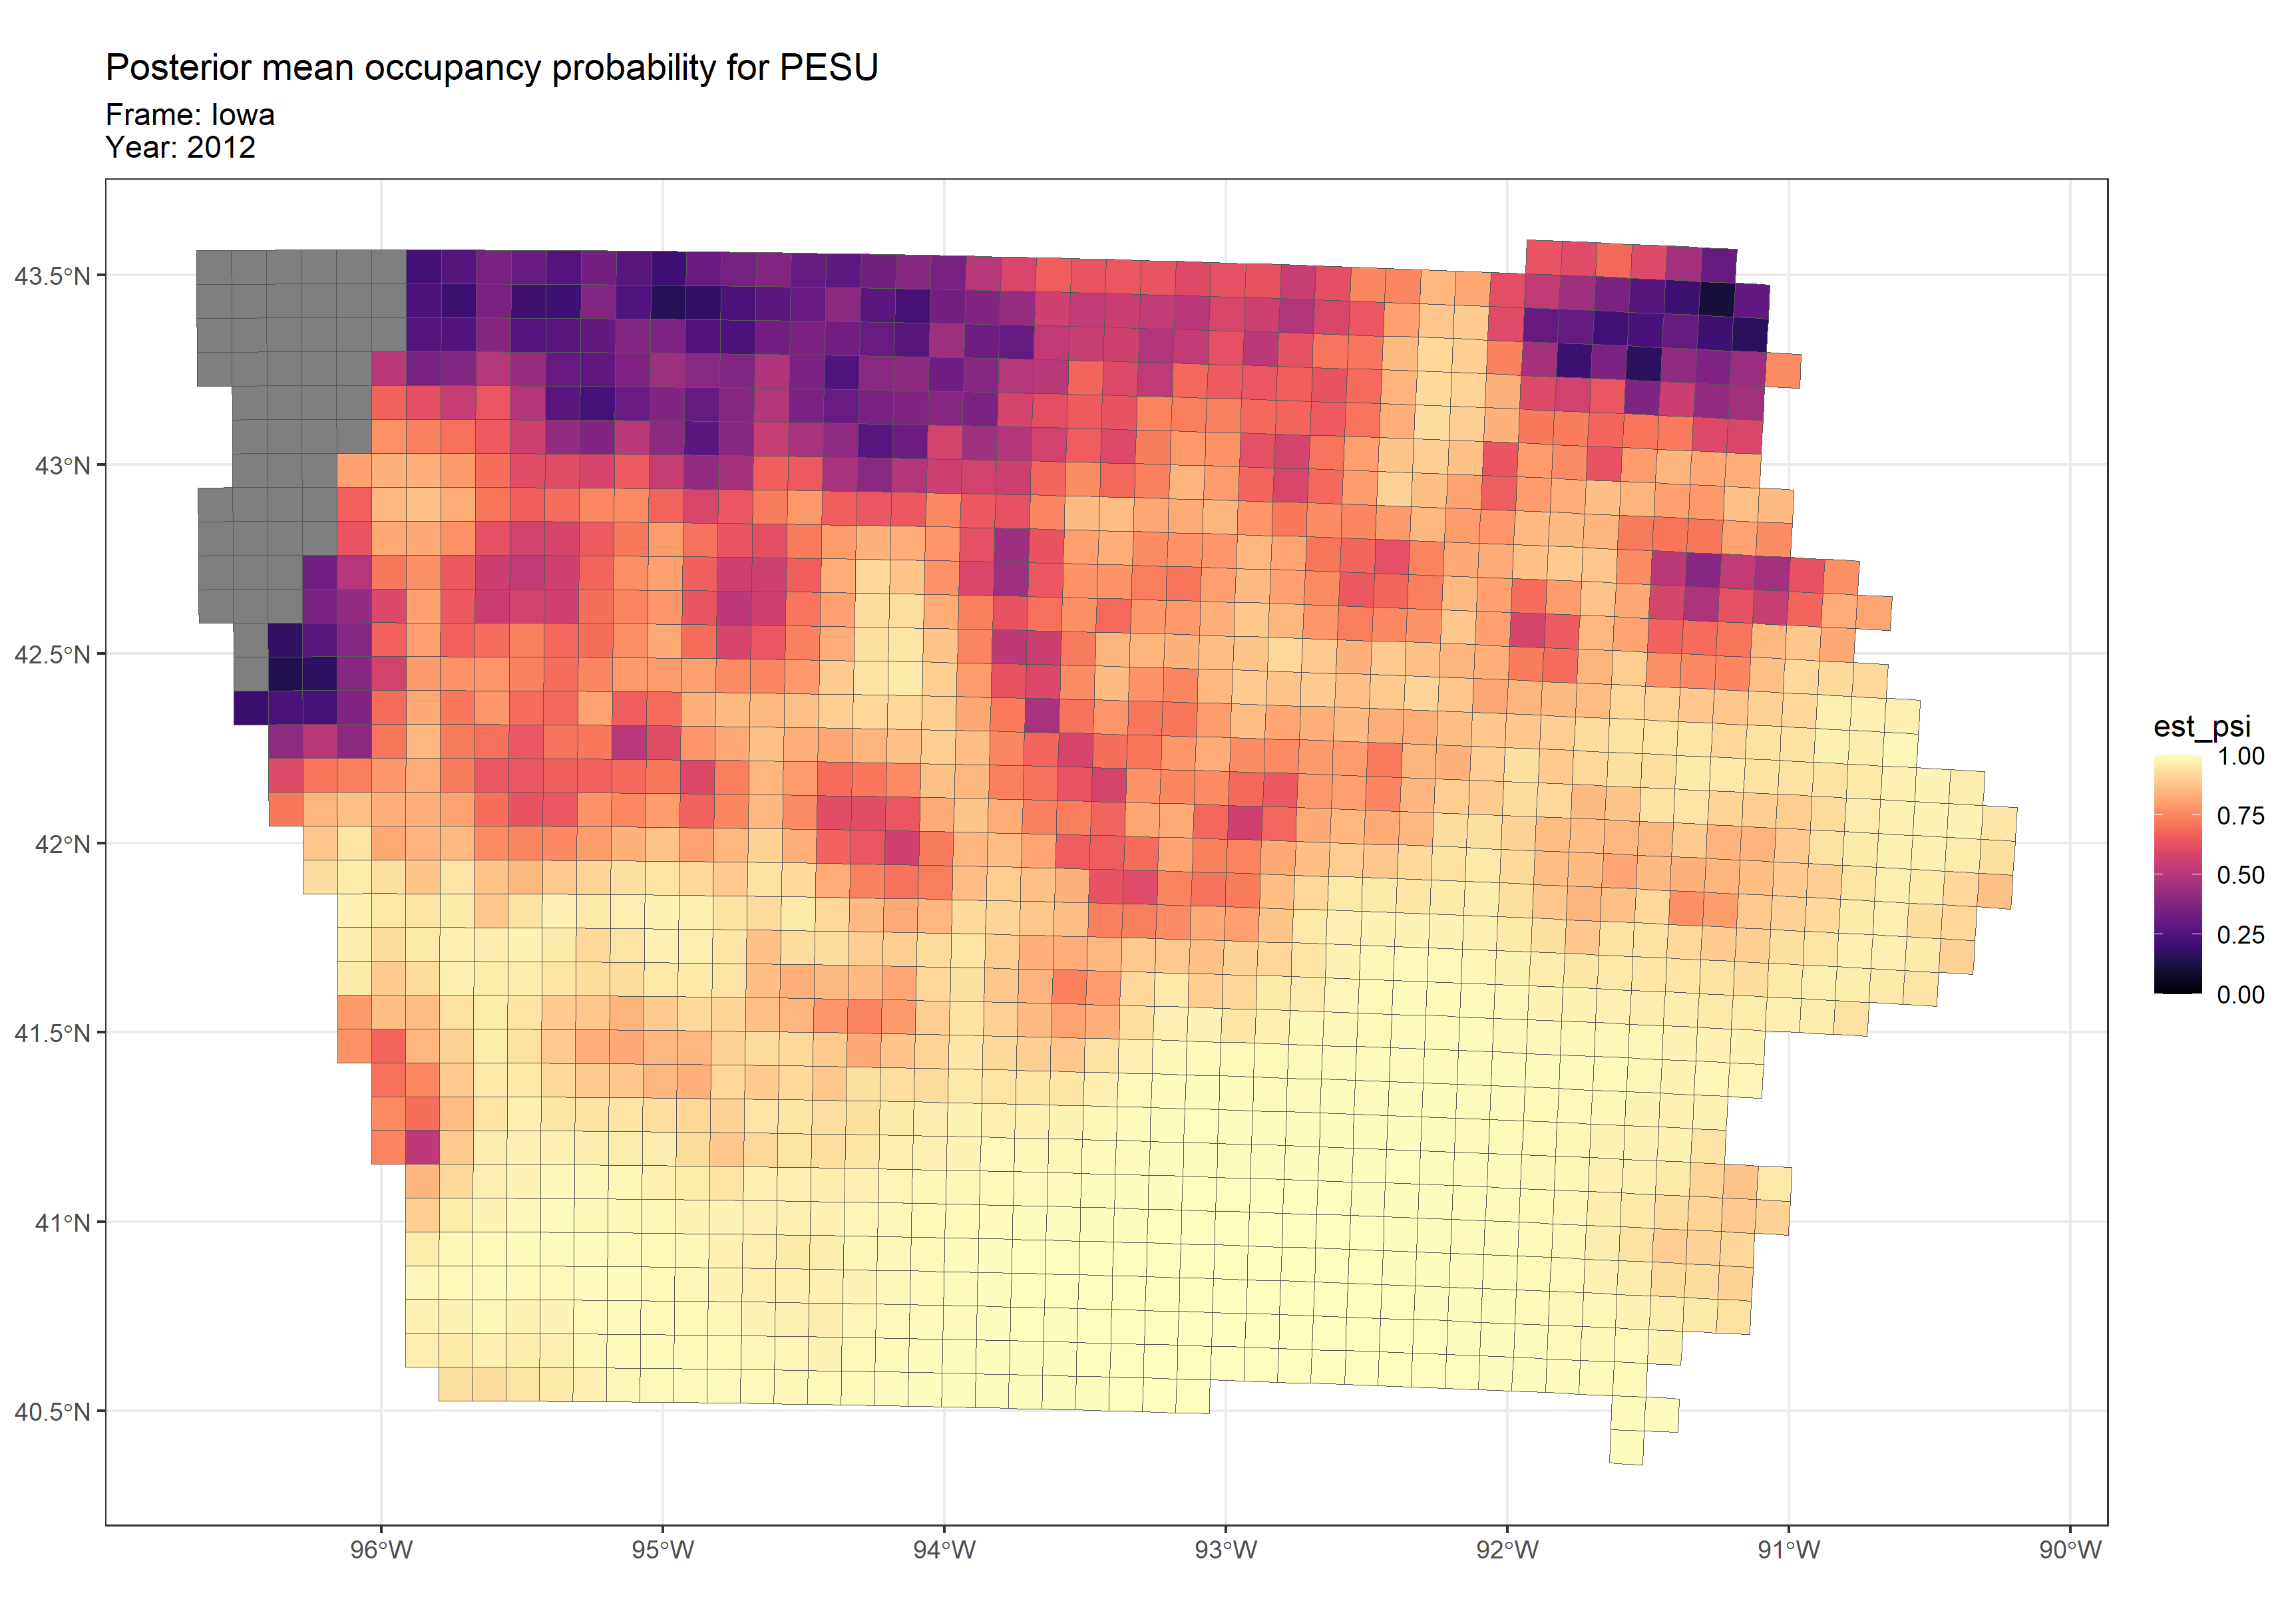 Posterior mean occupancy probability for PESU
Frame: Iowa
Year: 2012
43.5°N
43°N
42.5°N
42°N
41.5°N
41°N
40.5°N
96°W
95°W
94°W
93°W
92°W
91°W
90°W
est_psi
1.00
0.75
0.50
0.25
0.00